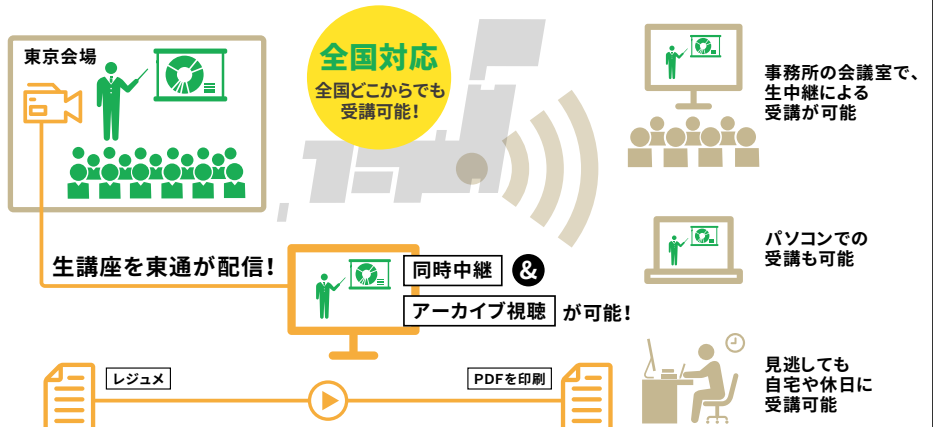 東京会場
全国対応
全国どこからでも
受講可能！
事務所の会議室で、
生中継による
受講が可能
生講座を東通が配信！
同時中継
&
アーカイブ視聴
が可能！
パソコンでの
受講も可能
レジュメ
PDFを印刷
見逃しても
自宅や休日に
受講可能